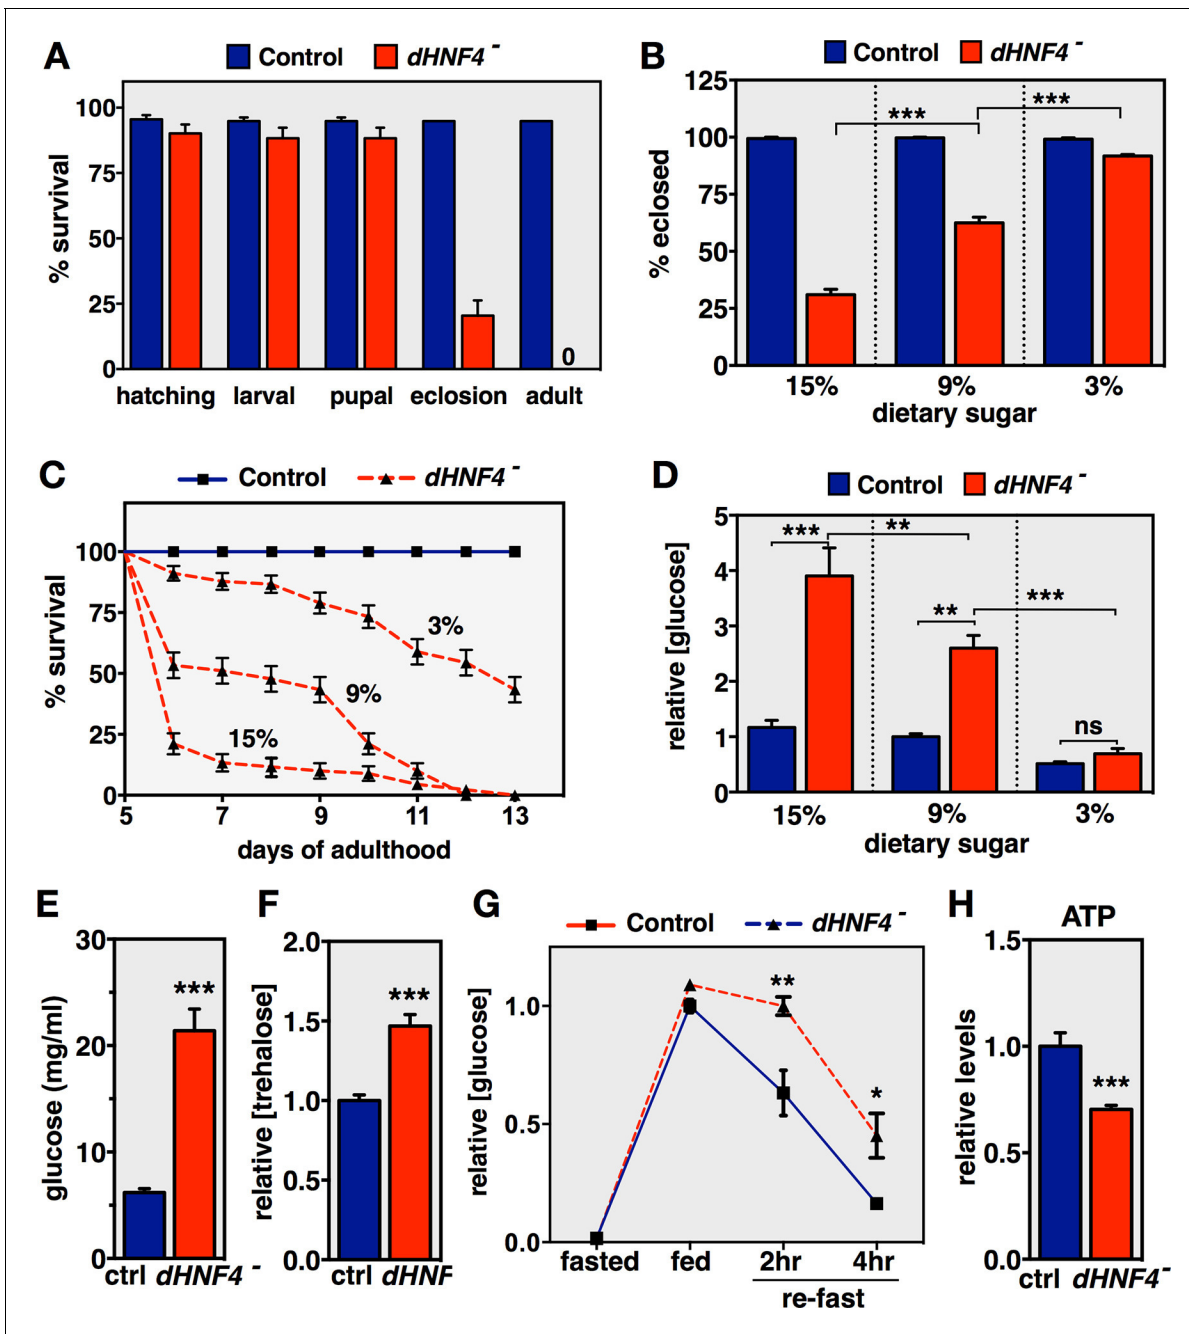 A
Control dHNF4 -
100
75
50
25
0
% survival
0
hatching larval pupal eclosion adult
B
Control dHNF4 -
125
100
75
50
25
0
% eclosed
***
***
15% 9% 3%
dietary sugar
C
Control dHNF4 -
100
75
50
25
0
% survival
3%
9%
15%
5 7 9 11 13
days of adulthood
D
Control dHNF4 -
5
4
3
2
1
0
relative [glucose]
*** **
** ***
ns
15% 9% 3%
dietary sugar
E
30
20
10
0
glucose (mg/ml)
***
ctrl dHNF4 -
F
2.0
1.5
1.0
0.5
0.0
relative [trehalose]
***
ctrl dHNF
G
Control dHNF4 -
1.0
0.5
0.0
relative [glucose]
**
*
fasted fed 2hr 4hr
re-fast
H
ATP
1.5
1.0
0.5
0.0
relative levels
***
ctrl dHNF4-